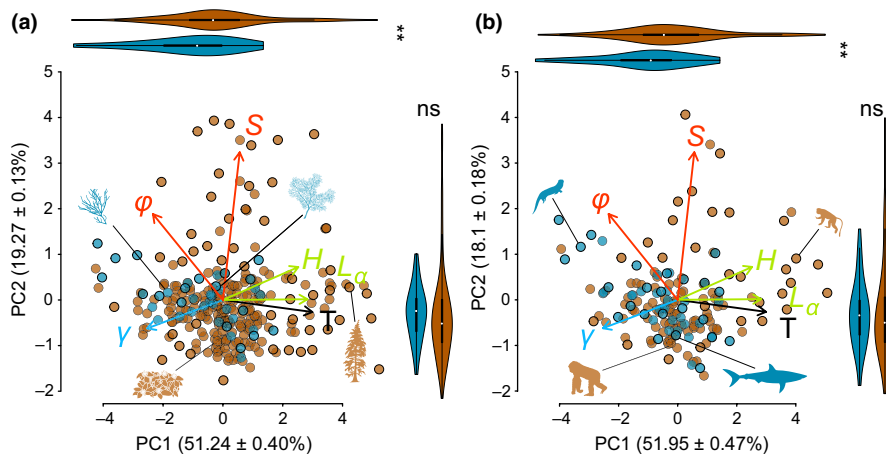 (a)
**
ns
5
4
3
2
1
0
−1
−2
PC2 (19.27 ± 0.13%)
S
φ
H
Lα
T
γ
−4 −2 0 2 4
PC1 (51.24 ± 0.40%)
(b)
**
ns
5
4
3
2
1
0
−1
−2
PC2 (18.1 ± 0.18%)
S
φ
H
Lα
T
γ
−4 −2 0 2 4
PC1 (51.95 ± 0.47%)